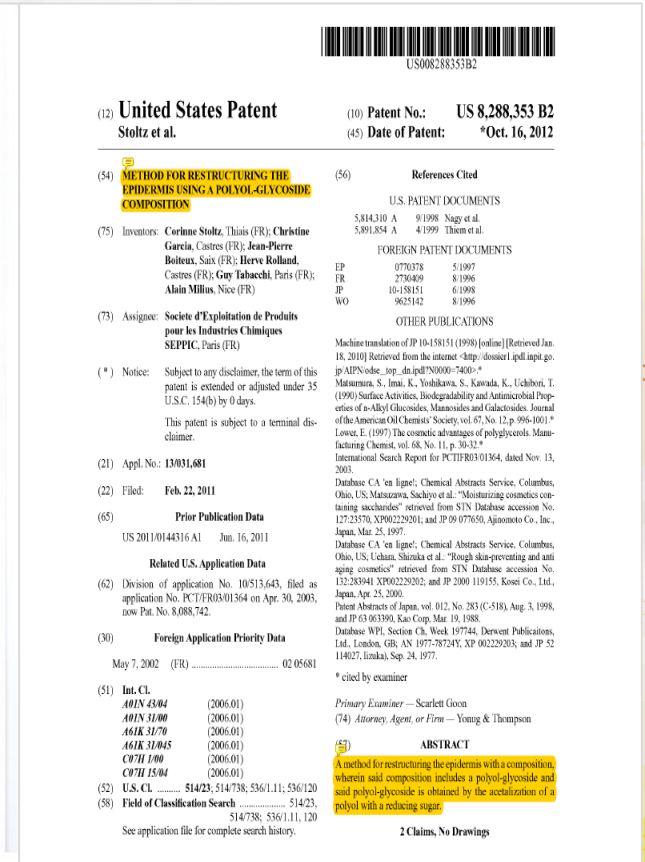 US008288353B2
(12) United States Patent
Stoltz et al.
(10) Patent No.: US 8,288,353 B2
(45) Date of Patent: *Oct. 16, 2012
(54) METHOD FOR RESTRUCTURING THE
EPIDERMIS USING A POLYOL-GLYCOSIDE
COMPOSITION
(75) Inventors: Corinne Stoltz, Thiais (FR); Christine
Garcia, Castres (FR); Jean-Pierre
Boiteux, Saix (FR); Herve Rolland,
Castres (FR); Guy Tabacchi, Paris (FR);
Alain Milius, Nice (FR)
(73) Assignee: Societe d'Exploitation de Produits
pour les Industries Chimiques
SEPPIC, Paris (FR)
( * ) Notice: Subject to any disclaimer, the term of this
patent is extended or adjusted under 35
U.S.C. 154(b) by 0 days.
This patent is subject to a terminal dis-
claimer.
(21) Appl. No.: 13/031,681
(22) Filed: Feb. 22, 2011
(65) Prior Publication Data
US 2011/0144316 A1 Jun. 16, 2011
Related U.S. Application Data
(62) Division of application No. 10/513,643, filed as
application No. PCT/FR03/01364 on Apr. 30, 2003,
now Pat. No. 8,088,742.
(30) Foreign Application Priority Data
May 7, 2002 (FR) ...................................... 02 05681
(51) Int. Cl.
A01N 43/04 (2006.01)
A01N 31/00 (2006.01)
A61K 31/70 (2006.01)
A61K 31/045 (2006.01)
C07H 1/00 (2006.01)
C07H 15/04 (2006.01)
(52) U.S. Cl. .......... 514/23; 514/738; 536/1.11; 536/120
(58) Field of Classification Search .................... 514/23,
514/738; 536/1.11, 120
See application file for complete search history.
(56) References Cited
U.S. PATENT DOCUMENTS
5,814,310 A 9/1998 Nagy et al.
5,891,854 A 4/1999 Thiem et al.
FOREIGN PATENT DOCUMENTS
EP 0770378 5/1997
FR 2730409 8/1996
JP 10-158151 6/1998
WO 9625142 8/1996
OTHER PUBLICATIONS
Machine translation of JP 10-158151 (1998) [online] [Retrieved Jan.
18, 2010] Retrieved from the internet <http://dossier1.ipdl.inpit.go.
jp/AIPN/odse_top_dn.ipdl?N0000=7400>.*
Matsumura, S., Imai, K., Yoshikawa, S., Kawada, K., Uchibori, T.
(1990) Surface Activities, Biodegradability and Antimicrobial Prop-
erties of n-Alkyl Glucosides, Mannosides and Galactosides. Journal
of the American Oil Chemists' Society, vol. 67, No. 12, p. 996-1001.*
Lower, E. (1997) The cosmetic advantages of polyglycerols. Manu-
facturing Chemist, vol. 68, No. 11, p. 30-32.*
International Search Report for PCTIFR03/01364, dated Nov. 13,
2003.
Database CA 'en ligne!; Chemical Abstracts Service, Columbus,
Ohio, US; Matsuzawa, Sachiyo et al.: "Moisturizing cosmetics con-
taining saccharides" retrieved from STN Database accession No.
127:23570, XP002229201; and JP 09 077650, Ajinomoto Co., Inc.,
Japan, Mar. 25, 1997.
Database CA 'en ligne!; Chemical Abstracts Service, Columbus,
Ohio, US; Uehara, Shizuka et al.: "Rough skin-preventing and anti
aging cosmetics" retrieved from STN Database accession No.
132:283941 XP002229202; and JP 2000 119155, Kosei Co., Ltd.,
Japan, Apr. 25, 2000.
Patent Abstracts of Japan, vol. 012, No. 283 (C-518), Aug. 3, 1998,
and JP 63 063390, Kao Corp, Mar. 19, 1988.
Database WPI, Section Ch, Week 197744, Derwent Publicaitons,
Ltd., London, GB; AN 1977-78724Y, XP 002229203; and JP 52
114027, Iizuka), Sep. 24, 1977.
* cited by examiner
Primary Examiner — Scarlett Goon
(74) Attorney, Agent, or Firm — Yonug & Thompson
(57) ABSTRACT
A method for restructuring the epidermis with a composition,
wherein said composition includes a polyol-glycoside and
said polyol-glycoside is obtained by the acetalization of a
polyol with a reducing sugar.
2 Claims, No Drawings